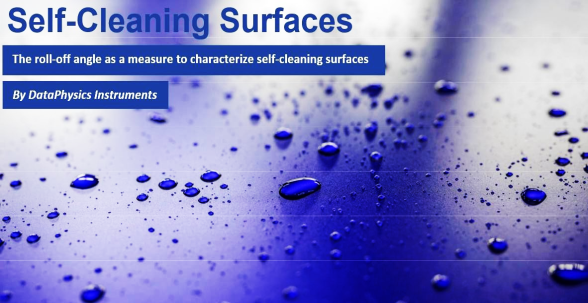 Self-Cleaning Surfaces
The roll-off angle as a measure to characterize self-cleaning surfaces
By DataPhysics Instruments